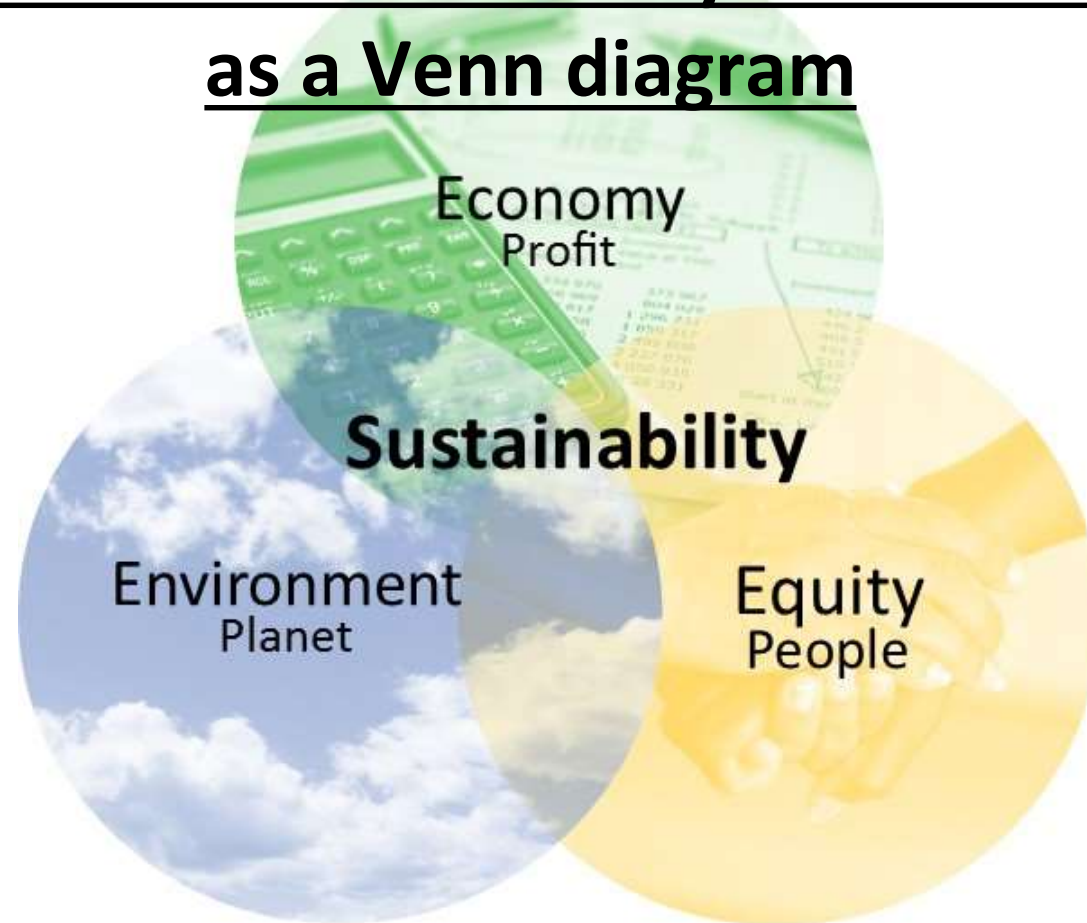 as a Venn diagram
Economy
Profit
Sustainability
Environment
Planet
Equity
People